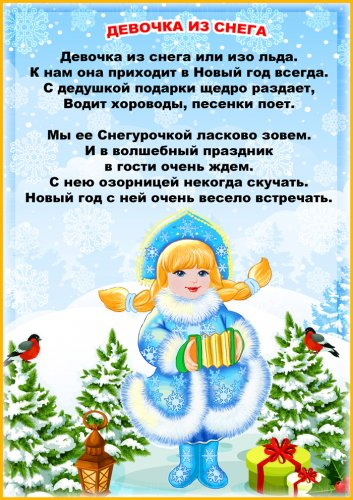 ДЕВОЧКА ИЗ СНЕГА
Девочка из снега или изо льда.
К нам она приходит в Новый год всегда.
С дедушкой подарки щедро раздает,
Водит хороводы, песенки поет.
Мы ее Снегурочкой ласково зовем.
И в волшебный праздник
в гости очень ждем.
С нею озорницей некогда скучать.
Новый год с ней очень весело встречать.